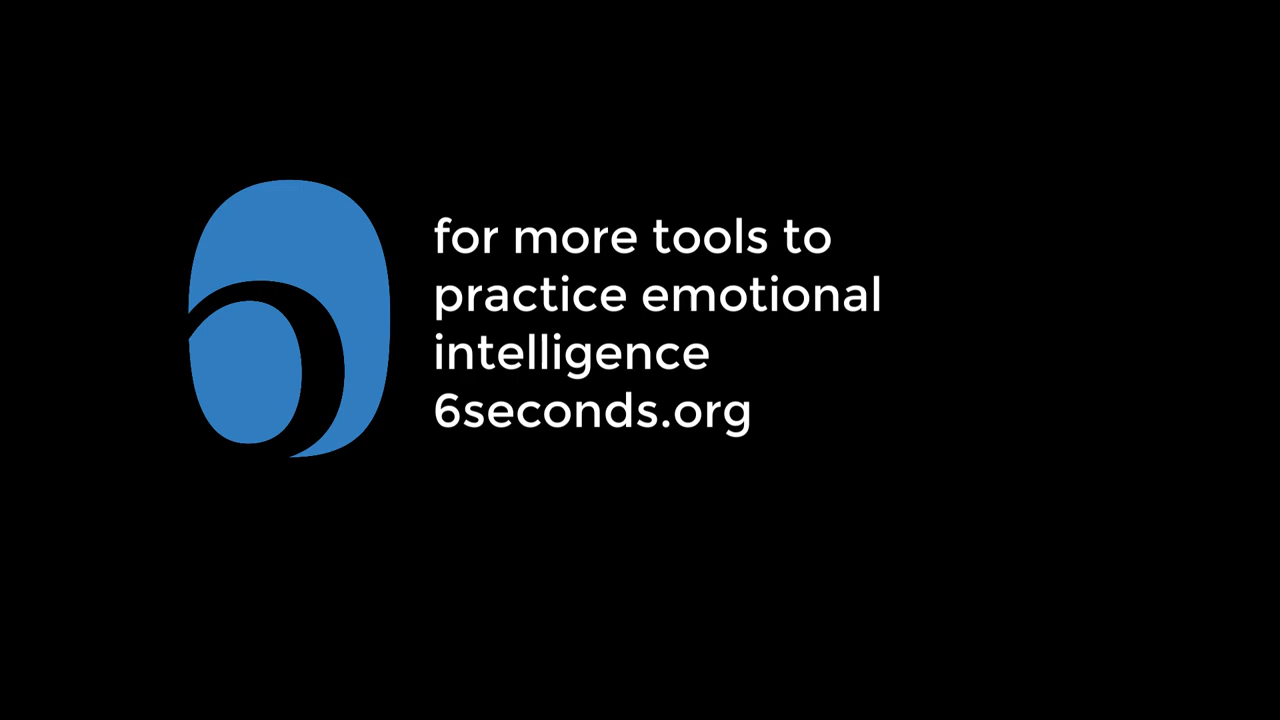 for more tools to
practice emotional
intelligence
6seconds.org